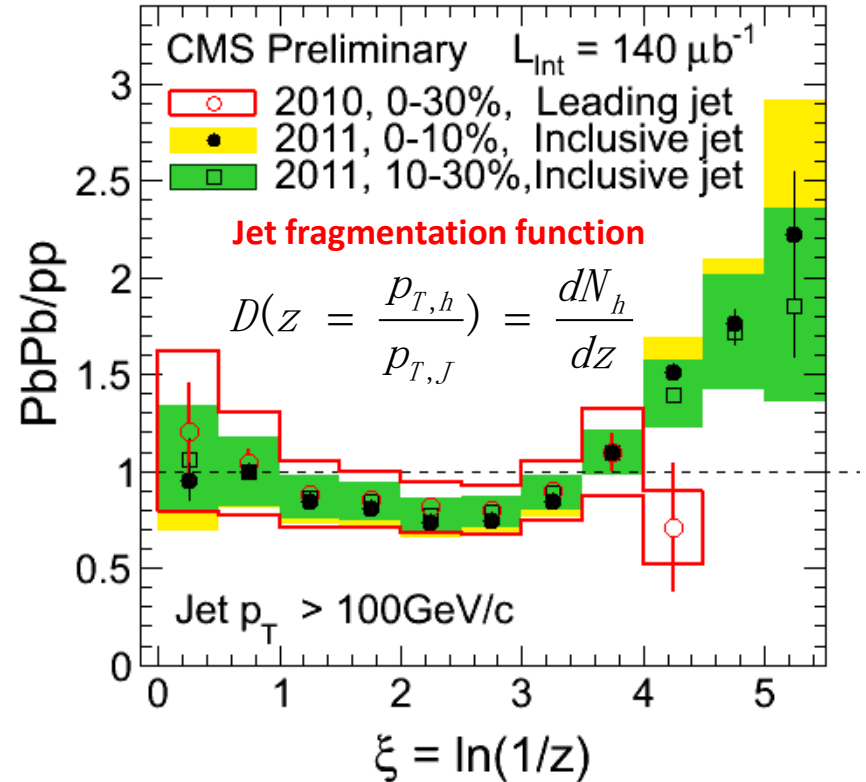 CMS Preliminary L_Int = 140 μb⁻¹
2010, 0-30%, Leading jet
2011, 0-10%, Inclusive jet
2011, 10-30%,Inclusive jet
Jet fragmentation function
D(z = p_{T,h} / p_{T,J}) = dN_h / dz
Jet p_T > 100GeV/c
PbPb/pp
3
2.5
2
1.5
1
0.5
0
0 1 2 3 4 5
ξ = ln(1/z)